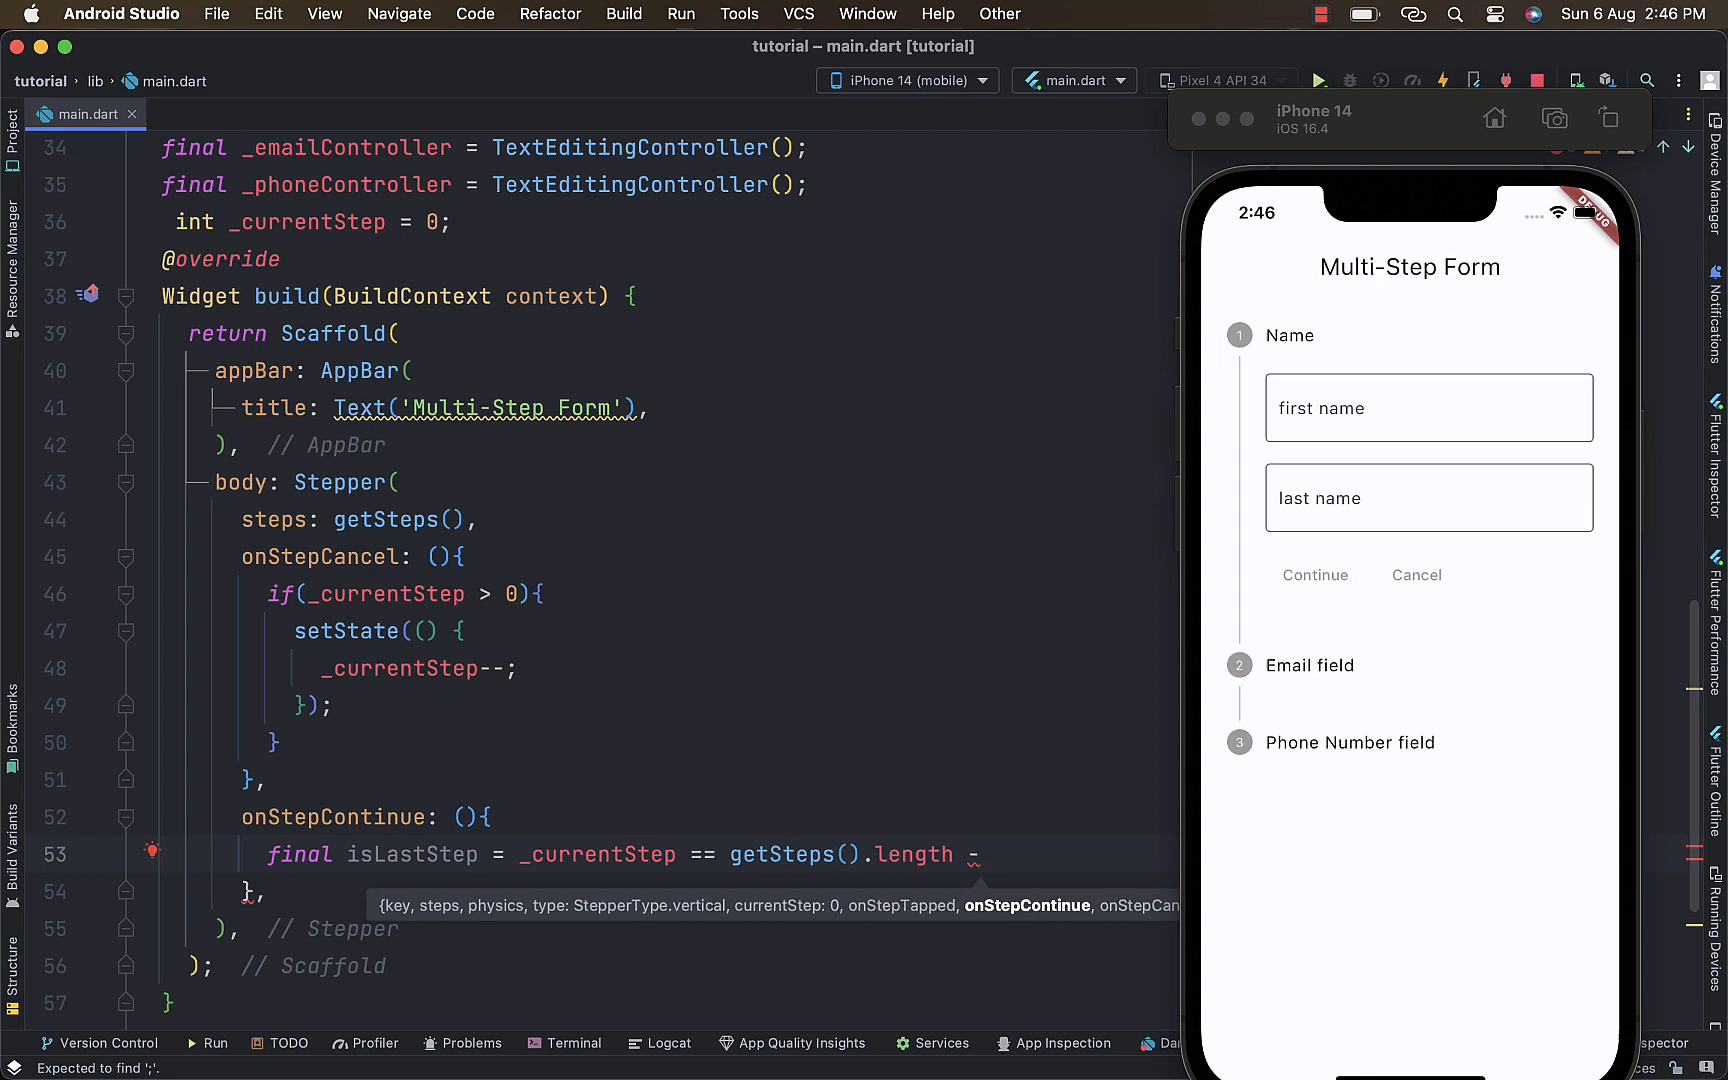 Android Studio File Edit View Navigate Code Refactor Build Run Tools VCS Window Help Other Sun 6 Aug 2:46 PM
tutorial – main.dart [tutorial]
tutorial › lib › main.dart
iPhone 14 (mobile) main.dart Pixel 4 API 34
main.dart
Project
Resource Manager
Bookmarks
Build Variants
Structure
34 final _emailController = TextEditingController();
35 final _phoneController = TextEditingController();
36 int _currentStep = 0;
37 @override
38 Widget build(BuildContext context) {
39 return Scaffold(
40 appBar: AppBar(
41 title: Text('Multi-Step Form'),
42 ), // AppBar
43 body: Stepper(
44 steps: getSteps(),
45 onStepCancel: (){
46 if(_currentStep > 0){
47 setState(() {
48 _currentStep--;
49 });
50 }
51 },
52 onStepContinue: (){
53 final isLastStep = _currentStep == getSteps().length -
54 },
{key, steps, physics, type: StepperType.vertical, currentStep: 0, onStepTapped, onStepContinue, onStepCan
55 ), // Stepper
56 ); // Scaffold
57 }
iPhone 14
iOS 16.4
2:46
DEBUG
Multi-Step Form
1 Name
first name
last name
Continue Cancel
2 Email field
3 Phone Number field
Device Manager
Notifications
Flutter Inspector
Flutter Performance
Flutter Outline
Running Devices
Version Control Run TODO Profiler Problems Terminal Logcat App Quality Insights Services App Inspection Da spector
Expected to find ';'. ces